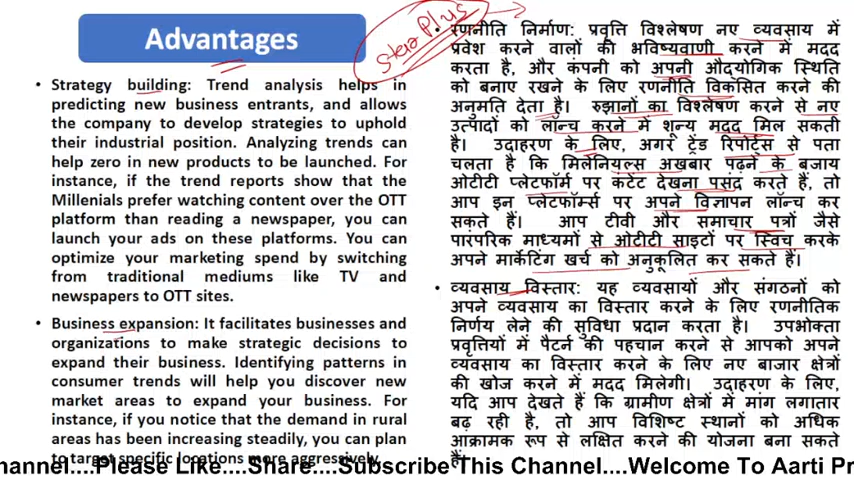 Advantages
Star Plus
• Strategy building: Trend analysis helps in
predicting new business entrants, and allows
the company to develop strategies to uphold
their industrial position. Analyzing trends can
help zero in new products to be launched. For
instance, if the trend reports show that the
Millenials prefer watching content over the OTT
platform than reading a newspaper, you can
launch your ads on these platforms. You can
optimize your marketing spend by switching
from traditional mediums like TV and
newspapers to OTT sites.
• Business expansion: It facilitates businesses and
organizations to make strategic decisions to
expand their business. Identifying patterns in
consumer trends will help you discover new
market areas to expand your business. For
instance, if you notice that the demand in rural
areas has been increasing steadily, you can plan
to target specific locations more aggressively.
• रणनीति निर्माण: प्रवृत्ति विश्लेषण नए व्यवसाय में
प्रवेश करने वालों की भविष्यवाणी करने में मदद
करता है, और कंपनी को अपनी औद्योगिक स्थिति
को बनाए रखने के लिए रणनीति विकसित करने की
अनुमति देता है। रुझानों का विश्लेषण करने से नए
उत्पादों को लॉन्च करने में शून्य मदद मिल सकती
है। उदाहरण के लिए, अगर ट्रेंड रिपोर्ट्स से पता
चलता है कि मिलेनियल्स अखबार पढ़ने के बजाय
ओटीटी प्लेटफॉर्म पर कंटेंट देखना पसंद करते हैं, तो
आप इन प्लेटफॉर्म्स पर अपने विज्ञापन लॉन्च कर
सकते हैं। आप टीवी और समाचार पत्रों जैसे
पारंपरिक माध्यमों से ओटीटी साइटों पर स्विच करके
अपने मार्केटिंग खर्च को अनुकूलित कर सकते हैं।
• व्यवसाय विस्तार: यह व्यवसायों और संगठनों को
अपने व्यवसाय का विस्तार करने के लिए रणनीतिक
निर्णय लेने की सुविधा प्रदान करता है। उपभोक्ता
प्रवृत्तियों में पैटर्न की पहचान करने से आपको अपने
व्यवसाय का विस्तार करने के लिए नए बाजार क्षेत्रों
की खोज करने में मदद मिलेगी। उदाहरण के लिए,
यदि आप देखते हैं कि ग्रामीण क्षेत्रों में मांग लगातार
बढ़ रही है, तो आप विशिष्ट स्थानों को अधिक
आक्रामक रूप से लक्षित करने की योजना बना सकते
हैं।
hannel....Please Like....Share....Subscribe This Channel....Welcome To Aarti Pr